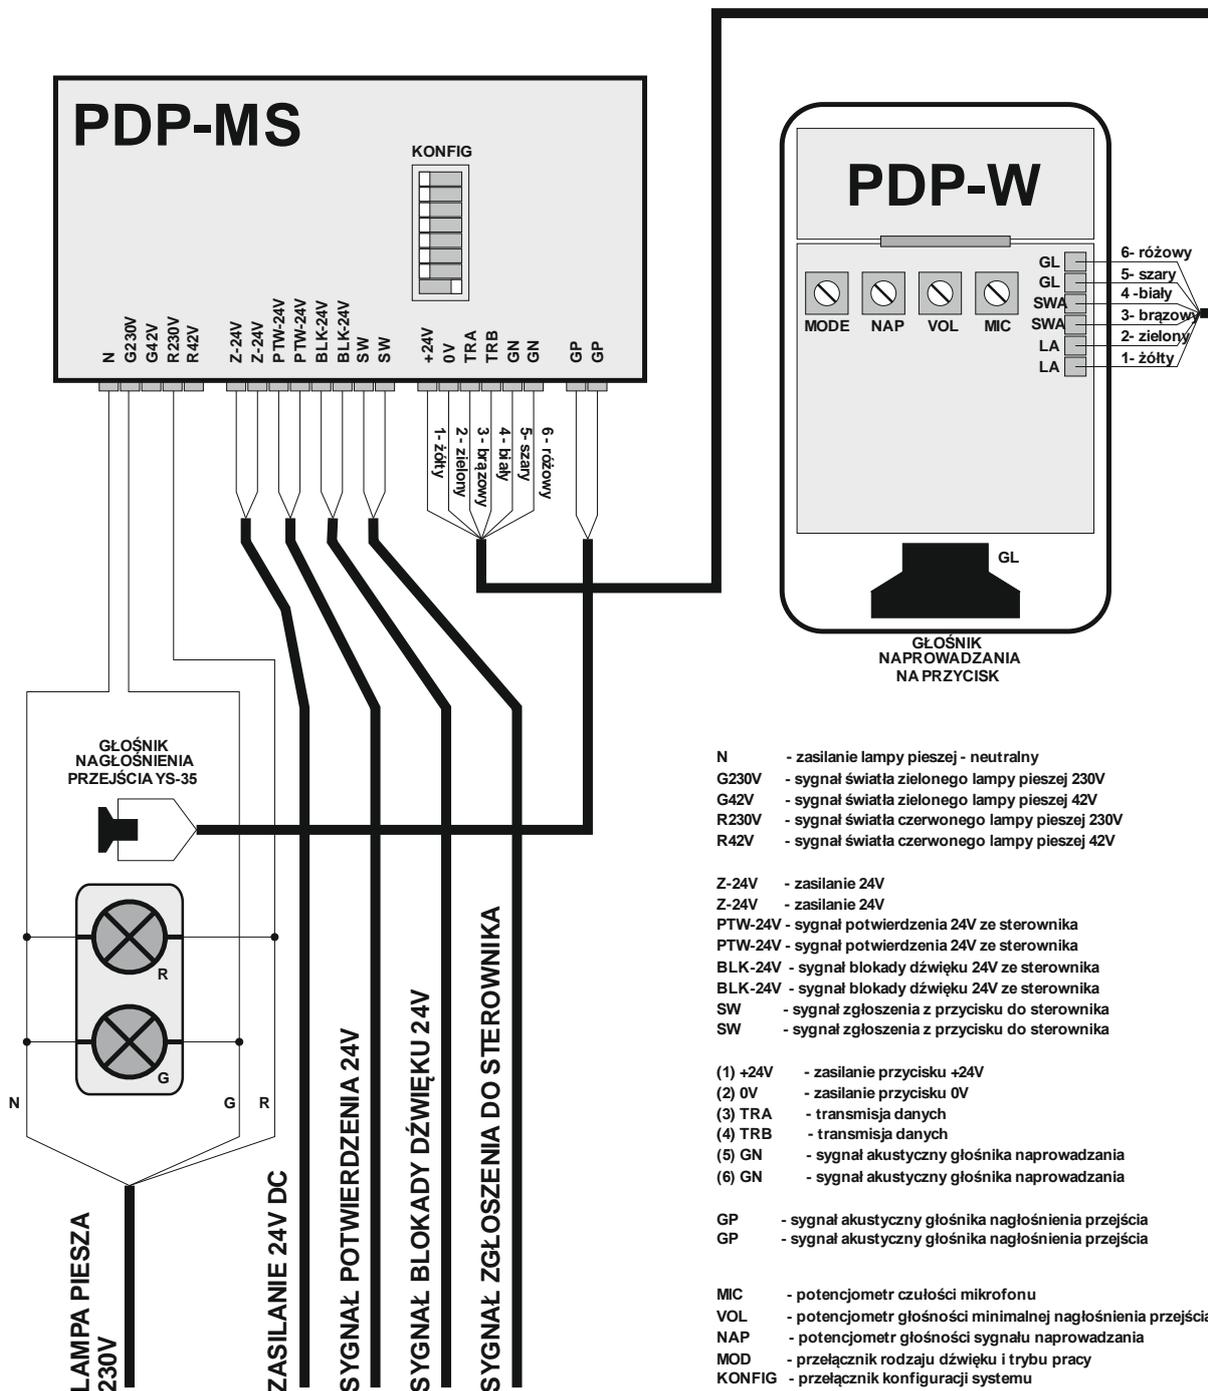 PDP-MS
KONFIG
N
G230V
G42V
R230V
R42V
Z-24V
Z-24V
PTW-24V
PTW-24V
BLK-24V
BLK-24V
SW
SW
+24V
0V
TRA
TRB
GN
GN
GP
GP
1- żółty
2 - zielony
3 - brązowy
4 - biały
5- szary
6 - różowy
PDP-W
MODE
NAP
VOL
MIC
GL
GL
SWA
SWA
LA
LA
6- różowy
5- szary
4 -biały
3- brązowy
2- zielony
1- żółty
GL
GŁOŚNIK
NAPROWADZANIA
NA PRZYCISK
GŁOŚNIK
NAGŁOŚNIENIA
PRZEJŚCIA YS-35
R
G
N
G
R
LAMPA PIESZA
230V
ZASILANIE 24V DC
SYGNAŁ POTWIERDZENIA 24V
SYGNAŁ BLOKADY DŹWIĘKU 24V
SYGNAŁ ZGŁOSZENIA DO STEROWNIKA
N - zasilanie lampy pieszej - neutralny
G230V - sygnał światła zielonego lampy pieszej 230V
G42V - sygnał światła zielonego lampy pieszej 42V
R230V - sygnał światła czerwonego lampy pieszej 230V
R42V - sygnał światła czerwonego lampy pieszej 42V
Z-24V - zasilanie 24V
Z-24V - zasilanie 24V
PTW-24V - sygnał potwierdzenia 24V ze sterownika
PTW-24V - sygnał potwierdzenia 24V ze sterownika
BLK-24V - sygnał blokady dźwięku 24V ze sterownika
BLK-24V - sygnał blokady dźwięku 24V ze sterownika
SW - sygnał zgłoszenia z przycisku do sterownika
SW - sygnał zgłoszenia z przycisku do sterownika
(1) +24V - zasilanie przycisku +24V
(2) 0V - zasilanie przycisku 0V
(3) TRA - transmisja danych
(4) TRB - transmisja danych
(5) GN - sygnał akustyczny głośnika naprowadzania
(6) GN - sygnał akustyczny głośnika naprowadzania
GP - sygnał akustyczny głośnika nagłośnienia przejścia
GP - sygnał akustyczny głośnika nagłośnienia przejścia
MIC - potencjometr czułości mikrofonu
VOL - potencjometr głośności minimalnej nagłośnienia przejścia
NAP - potencjometr głośności sygnału naprowadzania
MOD - przełącznik rodzaju dźwięku i trybu pracy
KONFIG - przełącznik konfiguracji systemu